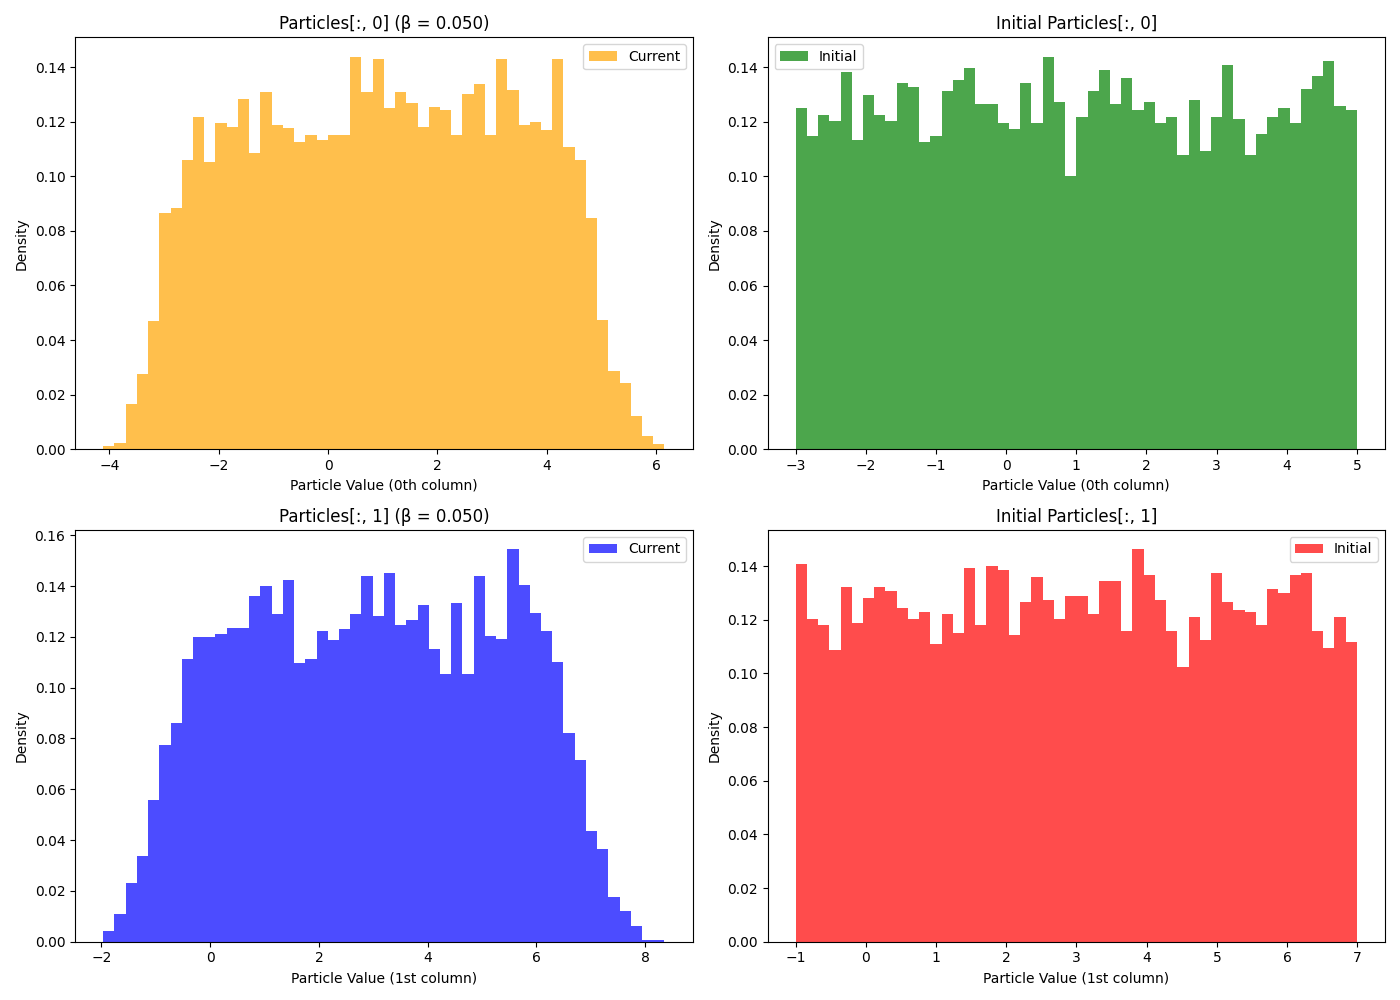 Particles[:, 0] (β = 0.050)
Current
0.14
0.12
0.10
0.08
0.06
0.04
0.02
0.00
Density
−4 −2 0 2 4 6
Particle Value (0th column)
Initial Particles[:, 0]
Initial
0.14
0.12
0.10
0.08
0.06
0.04
0.02
0.00
Density
−3 −2 −1 0 1 2 3 4 5
Particle Value (0th column)
Particles[:, 1] (β = 0.050)
Current
0.16
0.14
0.12
0.10
0.08
0.06
0.04
0.02
0.00
Density
−2 0 2 4 6 8
Particle Value (1st column)
Initial Particles[:, 1]
Initial
0.14
0.12
0.10
0.08
0.06
0.04
0.02
0.00
Density
−1 0 1 2 3 4 5 6 7
Particle Value (1st column)